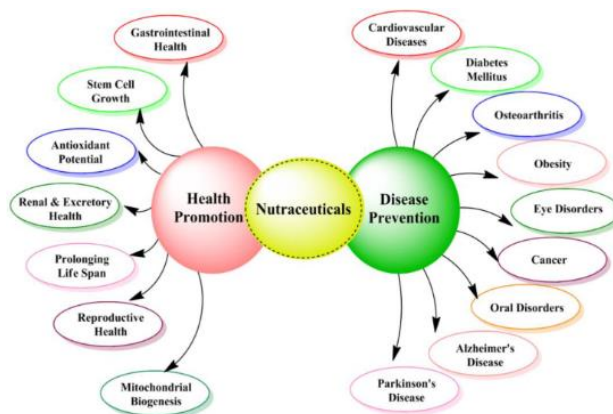 Gastrointestinal
Health
Stem Cell
Growth
Antioxidant
Potential
Renal & Excretory
Health
Prolonging
Life Span
Reproductive
Health
Mitochondrial
Biogenesis
Health
Promotion
Nutraceuticals
Disease
Prevention
Cardiovascular
Diseases
Diabetes
Mellitus
Osteoarthritis
Obesity
Eye Disorders
Cancer
Oral Disorders
Alzheimer's
Disease
Parkinson's
Disease